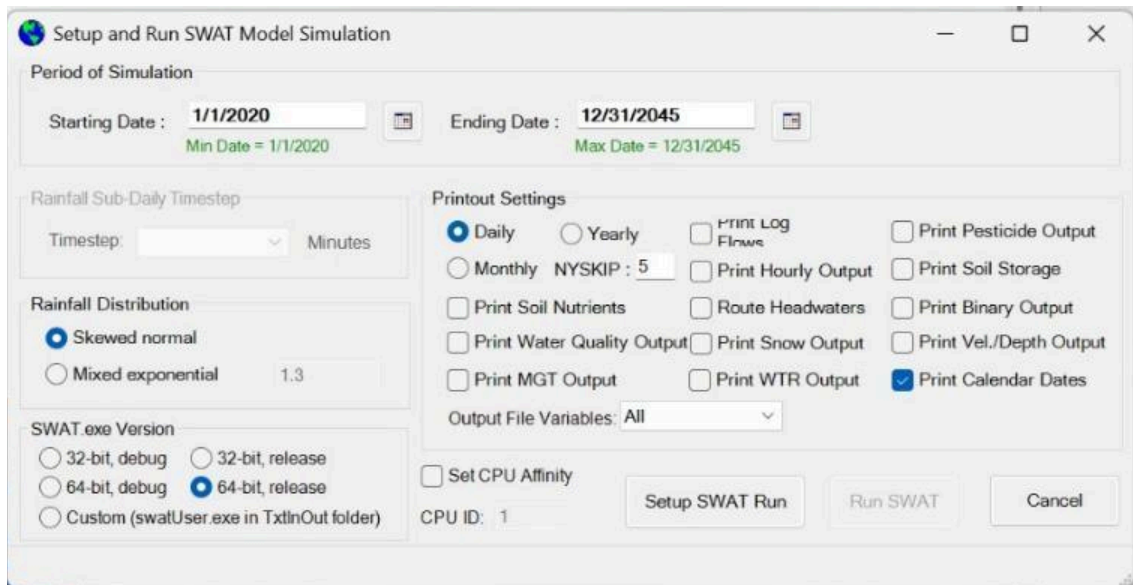 Setup and Run SWAT Model Simulation
Period of Simulation
Starting Date : 1/1/2020 Ending Date : 12/31/2045
Min Date = 1/1/2020 Max Date = 12/31/2045
Rainfall Sub-Daily Timestep
Timestep: Minutes
Rainfall Distribution
Skewed normal
Mixed exponential 1.3
SWAT.exe Version
32-bit, debug 32-bit, release
64-bit, debug 64-bit, release
Custom (swatUser.exe in TxtInOut folder)
Printout Settings
Daily Yearly Print Log Flows Print Pesticide Output
Monthly NYSKIP : 5 Print Hourly Output Print Soil Storage
Print Soil Nutrients Route Headwaters Print Binary Output
Print Water Quality Output Print Snow Output Print Vel./Depth Output
Print MGT Output Print WTR Output Print Calendar Dates
Output File Variables: All
Set CPU Affinity
CPU ID: 1
Setup SWAT Run Run SWAT Cancel